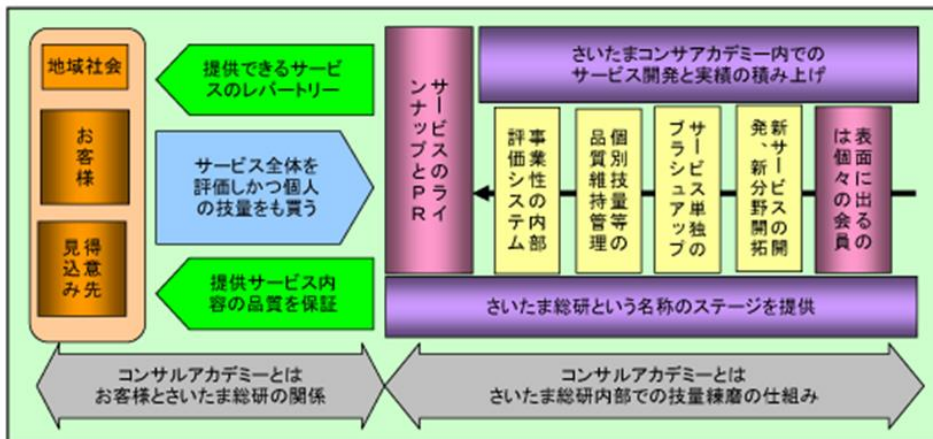 地域社会
お客様
得意先
見込み
提供できるサービ
スのレパートリー
サービス全体を
評価しかつ個人
の技量をも買う
提供サービス内
容の品質を保証
サービスのライ
ンナップとPR
さいたまコンサアカデミー内での
サービス開発と実績の積み上げ
事業性の内部
評価システム
個別技量等の
品質維持管理
サービス単独の
ブラシュアップ
新サービスの開
発、新分野開拓
表面に出るの
は個々の会員
さいたま総研という名称のステージを提供
コンサルアカデミーとは
お客様とさいたま総研の関係
コンサルアカデミーとは
さいたま総研内部での技量練磨の仕組み